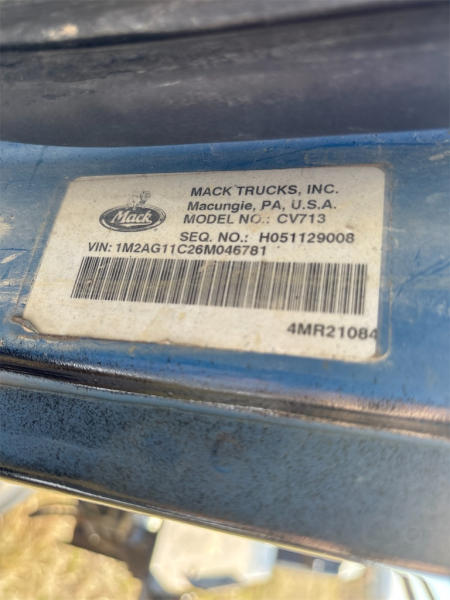 Mack
MACK TRUCKS, INC.
Macungie, PA, U.S.A.
MODEL NO.: CV713
SEQ. NO.: H051129008
VIN: 1M2AG11C26M046781
4MR21084